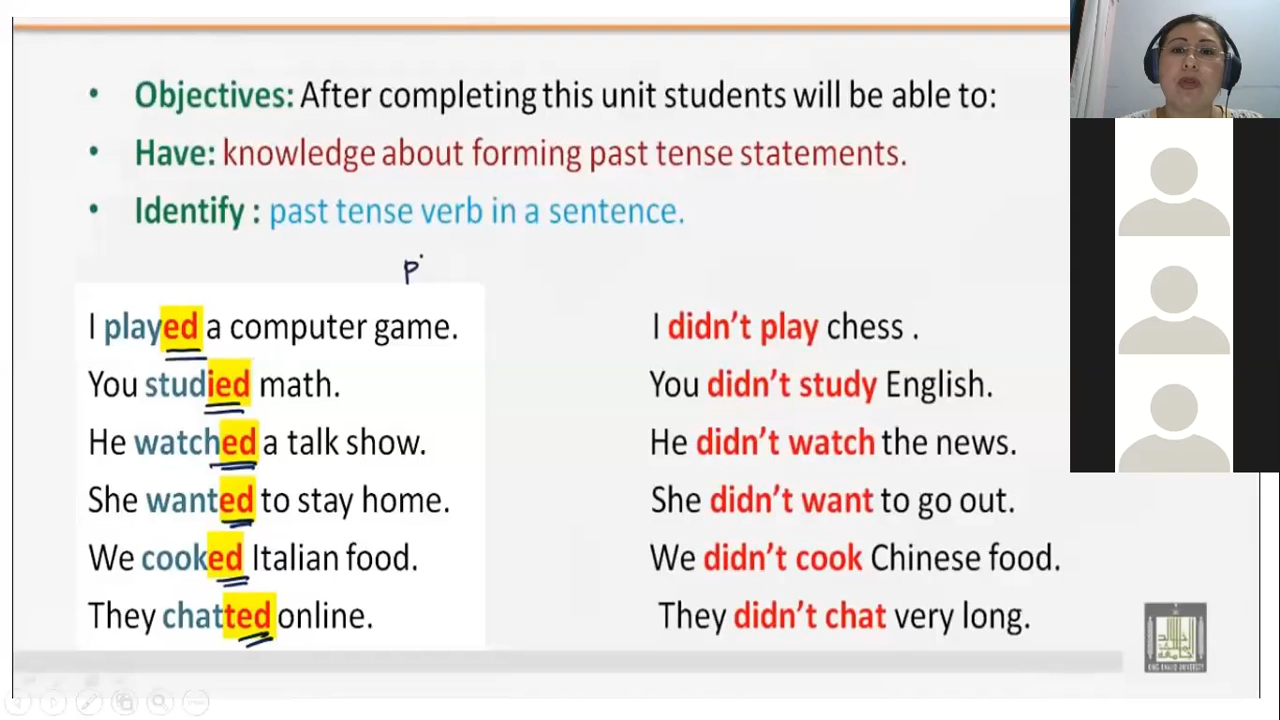 • Objectives: After completing this unit students will be able to:
• Have: knowledge about forming past tense statements.
• Identify : past tense verb in a sentence.
I played a computer game.
You studied math.
He watched a talk show.
She wanted to stay home.
We cooked Italian food.
They chatted online.
I didn't play chess .
You didn't study English.
He didn't watch the news.
She didn't want to go out.
We didn't cook Chinese food.
They didn't chat very long.